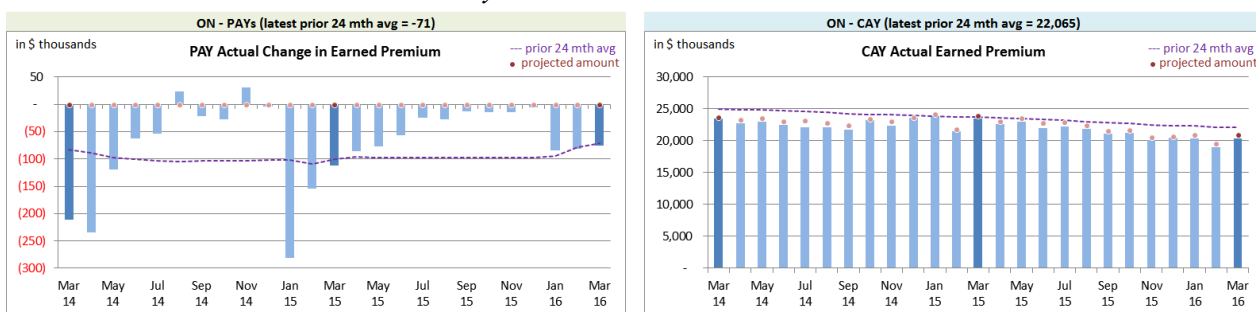 ON - PAYs (latest prior 24 mth avg = -71)
in $ thousands
PAY Actual Change in Earned Premium
--- prior 24 mth avg
● projected amount
50
-
(50)
(100)
(150)
(200)
(250)
(300)
Mar May Jul Sep Nov Jan Mar May Jul Sep Nov Jan Mar
14 14 14 14 14 15 15 15 15 15 15 16 16
ON - CAY (latest prior 24 mth avg = 22,065)
in $ thousands
CAY Actual Earned Premium
--- prior 24 mth avg
● projected amount
30,000
25,000
20,000
15,000
10,000
5,000
-
Mar May Jul Sep Nov Jan Mar May Jul Sep Nov Jan Mar
14 14 14 14 14 15 15 15 15 15 15 16 16